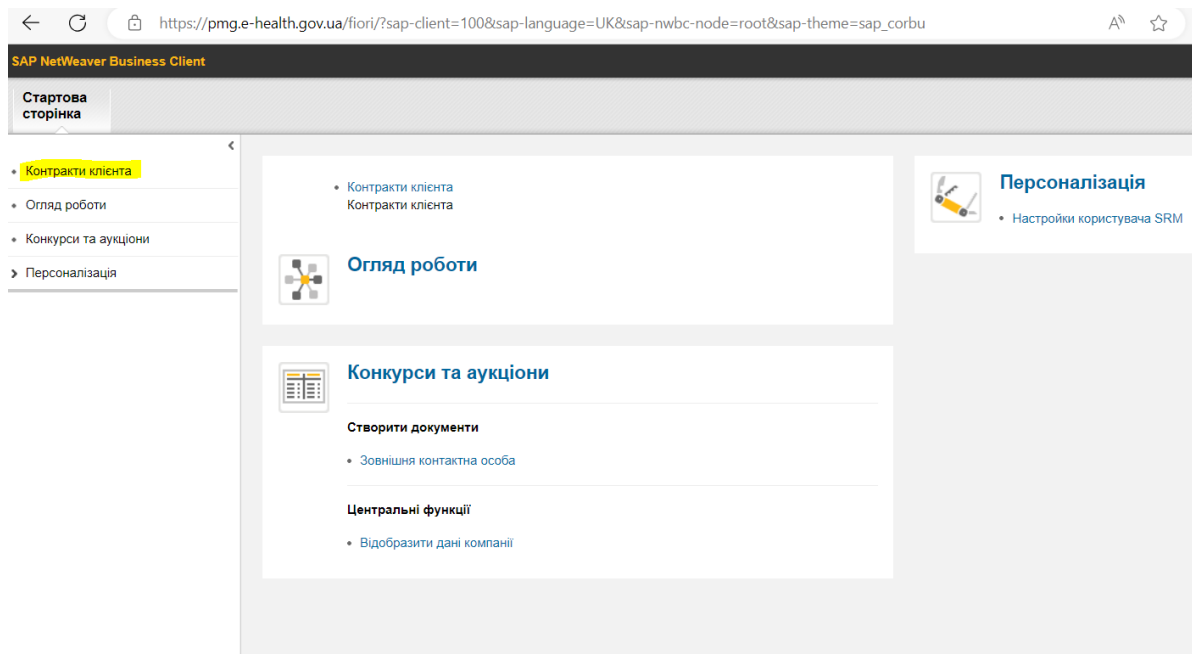 https://pmg.e-health.gov.ua/fiori/?sap-client=100&sap-language=UK&sap-nwbc-node=root&sap-theme=sap_corbu
SAP NetWeaver Business Client
Стартова
сторінка
Контракти клієнта
Огляд роботи
Конкурси та аукціони
Персоналізація
Контракти клієнта
Контракти клієнта
Огляд роботи
Конкурси та аукціони
Створити документи
Зовнішня контактна особа
Центральні функції
Відобразити дані компанії
Персоналізація
Настройки користувача SRM